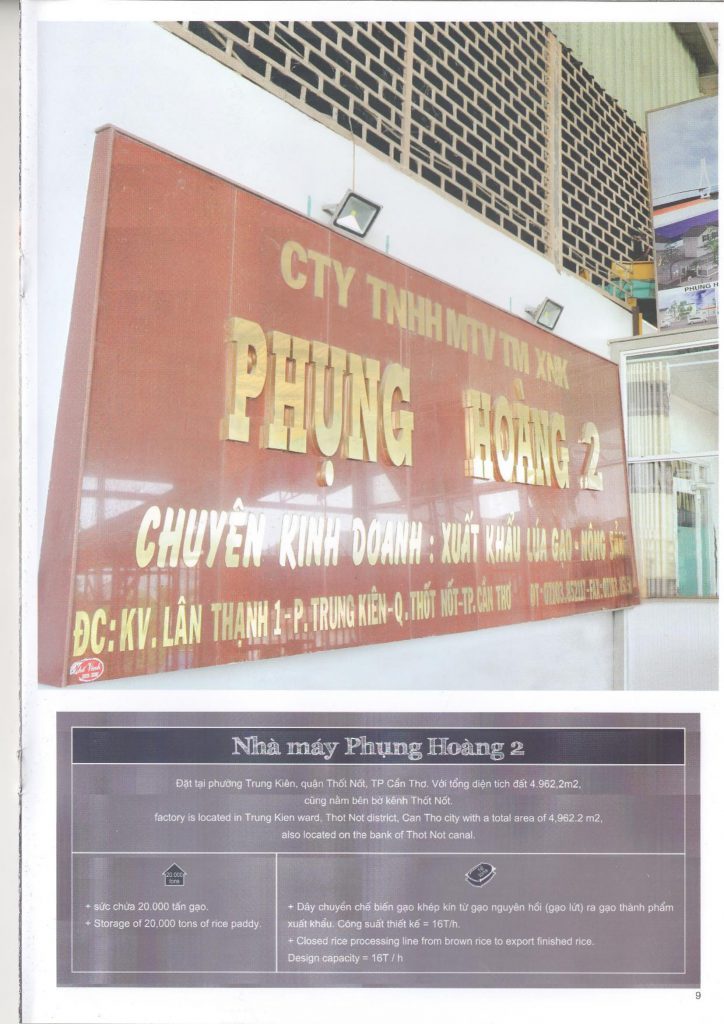 CTY TNHH MTV TM XNK
PHỤNG HOÀNG 2
CHUYÊN KINH DOANH : XUẤT KHẨU LÚA GẠO - NÔNG SẢN
ĐC: KV. LÂN THẠNH 1 - P. TRUNG KIÊN - Q. THỐT NỐT - TP. CẦN THƠ
PHUNG H
Nhà máy Phụng Hoàng 2
Đặt tại phường Trung Kiên, quận Thốt Nốt, TP Cần Thơ. Với tổng diện tích đất 4.962,2m2,
cũng nằm bên bờ kênh Thốt Nốt.
factory is located in Trung Kien ward, Thot Not district, Can Tho city with a total area of 4,962.2 m2,
also located on the bank of Thot Not canal.
20.000
tons
+ sức chứa 20.000 tấn gạo.
+ Storage of 20,000 tons of rice paddy.
+ Dây chuyền chế biến gạo khép kín từ gạo nguyên hồi (gạo lứt) ra gạo thành phẩm
xuất khẩu. Công suất thiết kế = 16T/h.
+ Closed rice processing line from brown rice to export finished rice.
Design capacity = 16T / h
9